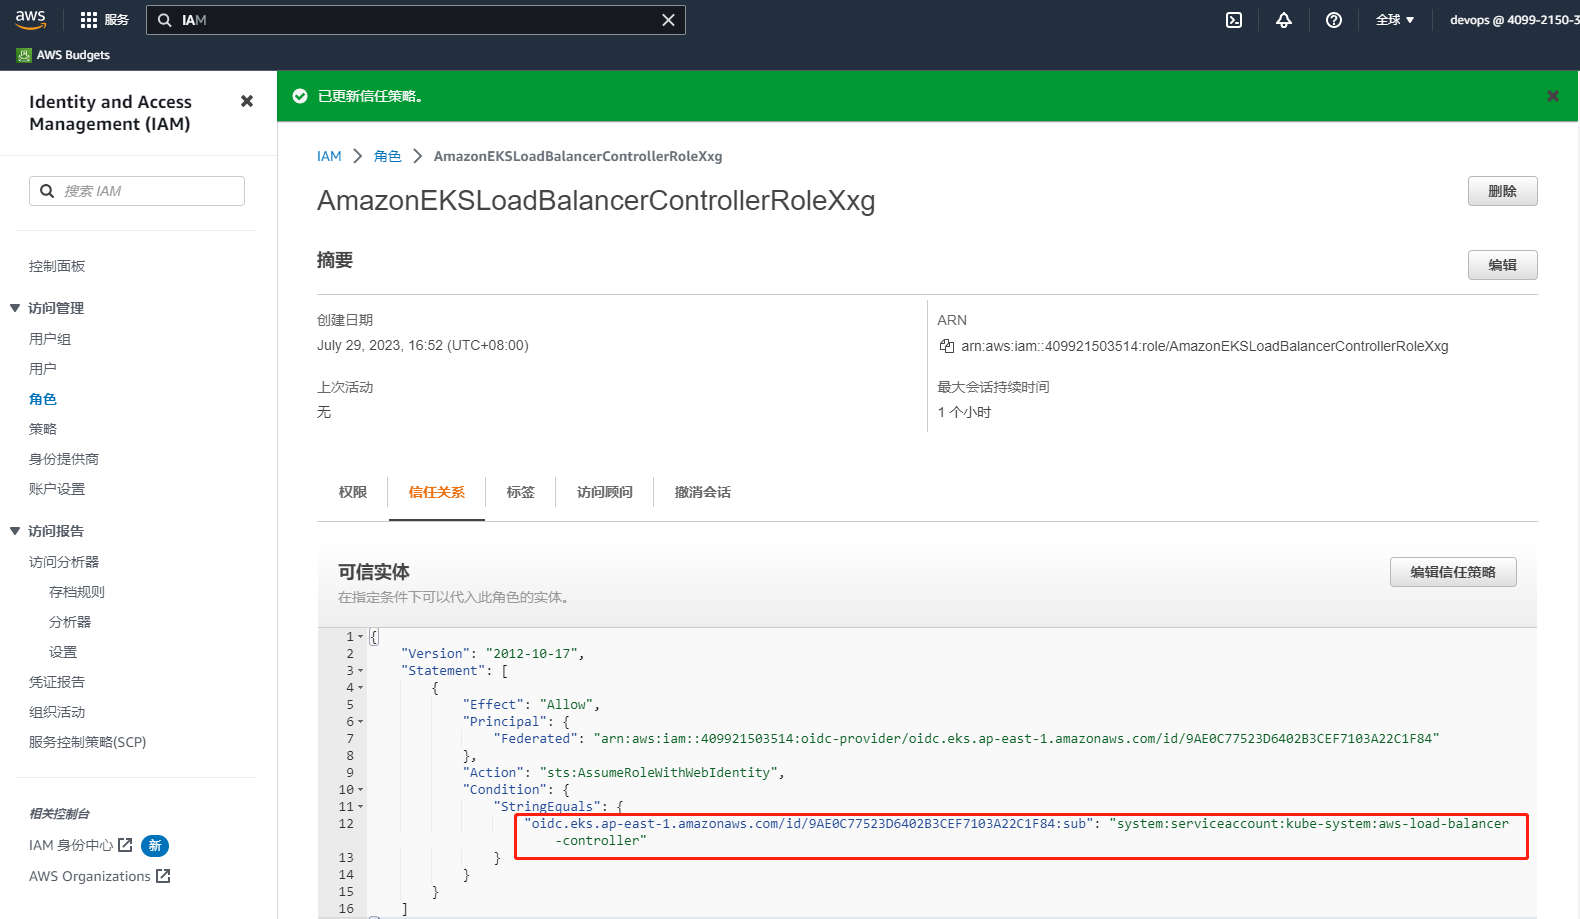 aws
服务
IAM
全球
devops @ 4099-2150-3
AWS Budgets
Identity and Access
Management (IAM)
搜索 IAM
控制面板
访问管理
用户组
用户
角色
策略
身份提供商
账户设置
访问报告
访问分析器
存档规则
分析器
设置
凭证报告
组织活动
服务控制策略(SCP)
相关控制台
IAM 身份中心 新
AWS Organizations
已更新信任策略。
IAM > 角色 > AmazonEKSLoadBalancerControllerRoleXxg
AmazonEKSLoadBalancerControllerRoleXxg
删除
摘要
编辑
创建日期
July 29, 2023, 16:52 (UTC+08:00)
上次活动
无
ARN
arn:aws:iam::409921503514:role/AmazonEKSLoadBalancerControllerRoleXxg
最大会话持续时间
1 个小时
权限 信任关系 标签 访问顾问 撤消会话
可信实体
在指定条件下可以代入此角色的实体。
编辑信任策略
1 {
2 "Version": "2012-10-17",
3 "Statement": [
4 {
5 "Effect": "Allow",
6 "Principal": {
7 "Federated": "arn:aws:iam::409921503514:oidc-provider/oidc.eks.ap-east-1.amazonaws.com/id/9AE0C77523D6402B3CEF7103A22C1F84"
8 },
9 "Action": "sts:AssumeRoleWithWebIdentity",
10 "Condition": {
11 "StringEquals": {
12 "oidc.eks.ap-east-1.amazonaws.com/id/9AE0C77523D6402B3CEF7103A22C1F84:sub": "system:serviceaccount:kube-system:aws-load-balancer
-controller"
13 }
14 }
15 }
16 ]